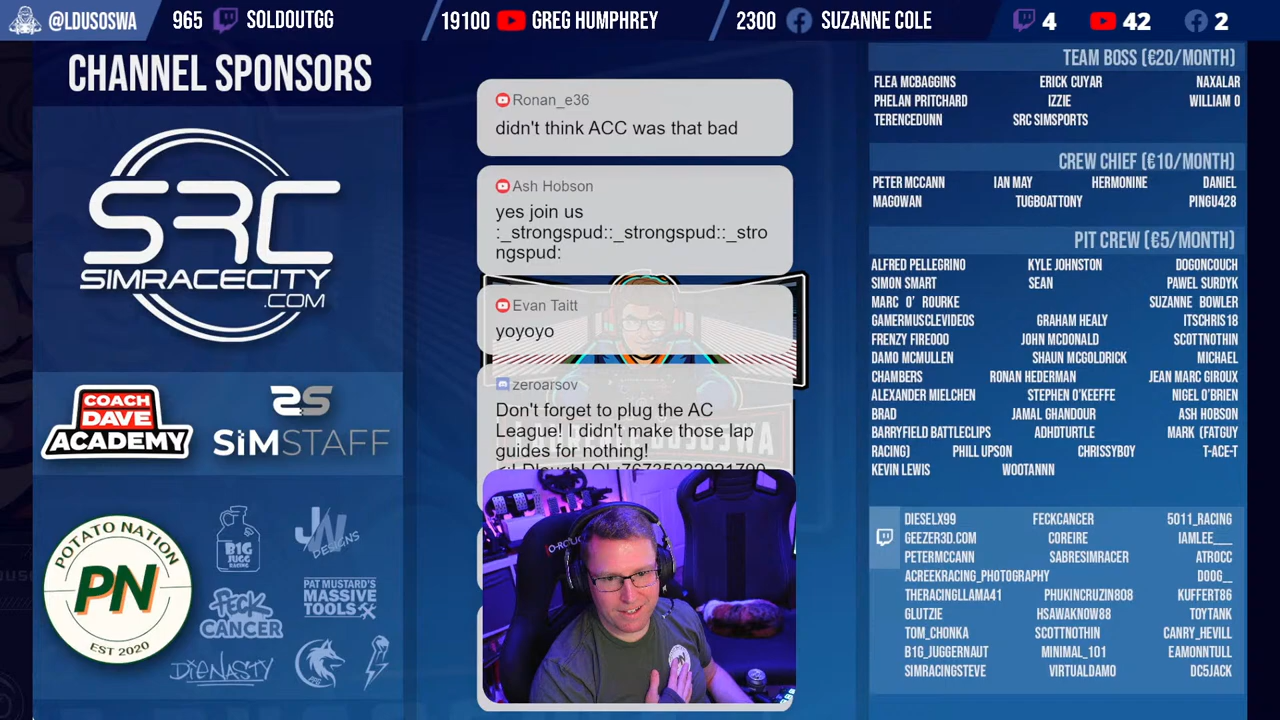 @LDUSOSWA
965 SOLDOUTGG
19100 GREG HUMPHREY
2300 SUZANNE COLE
4 42 2
CHANNEL SPONSORS
SRC
SIMRACECITY
.COM
COACH
DAVE
ACADEMY
SiMSTAFF
POTATO NATION
PN
EST 2020
B1G
JUGG
RACING
JW
DESIGNS
FECK
CANCER
PAT MUSTARD'S
MASSIVE
TOOLS
DIENASTY
Ronan_e36
didn't think ACC was that bad
Ash Hobson
yes join us
:_strongspud::_strongspud::_stro
ngspud:
Evan Taitt
yoyoyo
zeroarsov
Don't forget to plug the AC
League! I didn't make those lap
guides for nothing!
TEAM BOSS (€20/MONTH)
FLEA MCBAGGINS ERICK CUYAR NAXALAR
PHELAN PRITCHARD IZZIE WILLIAM O
TERENCEDUNN SRC SIMSPORTS
CREW CHIEF (€10/MONTH)
PETER MCCANN IAN MAY HERMONINE DANIEL
MAGOWAN TUGBOATTONY PINGU428
PIT CREW (€5/MONTH)
ALFRED PELLEGRINO KYLE JOHNSTON DOGONCOUCH
SIMON SMART SEAN PAWEL SURDYK
MARC O' ROURKE SUZANNE BOWLER
GAMERMUSCLEVIDEOS GRAHAM HEALY ITSCHRIS18
FRENZY FIREOOO JOHN MCDONALD SCOTTNOTHIN
DAMO MCMULLEN SHAUN MCGOLDRICK MICHAEL
CHAMBERS RONAN HEDERMAN JEAN MARC GIROUX
ALEXANDER MIELCHEN STEPHEN O'KEEFFE NIGEL O'BRIEN
BRAD JAMAL GHANDOUR ASH HOBSON
BARRYFIELD BATTLECLIPS ADHDTURTLE MARK (FATGUY
RACING) PHILL UPSON CHRISSYBOY T-ACE-T
KEVIN LEWIS WOOTANNN
DIESELX99 FECKCANCER 5011_RACING
GEEZER3D.COM COREIRE IAMLEE___
PETERMCCANN SABRESIMRACER ATROCC
ACREEKRACING_PHOTOGRAPHY DOOG__
THERACINGLLAMA41 PHUKINCRUZIN808 KUFFERT86
GLUTZIE HSAWAKNOW88 TOYTANK
TOM_CHONKA SCOTTNOTHIN CANRY_HEVILL
B1G_JUGGERNAUT MINIMAL_101 EAMONNTULL
SIMRACINGSTEVE VIRTUALDAMO DC5JACK